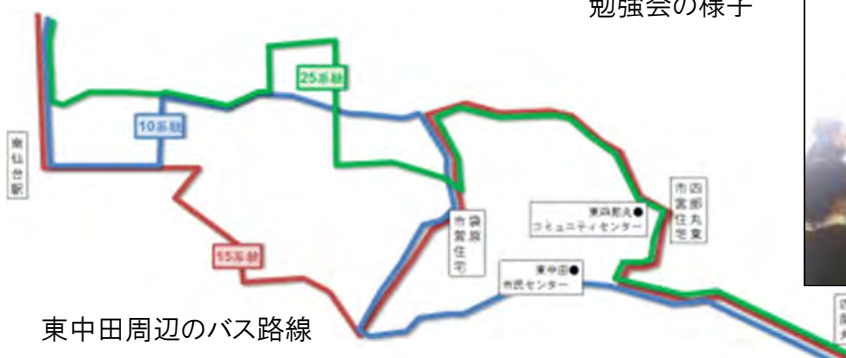 勉強会の様子
25系統
10系統
南仙台駅
四郎丸東
市営住宅
東四郎丸
コミュニティセンター
袋原
市営住宅
15系統
東中田
市民センター
東中田周辺のバス路線
四郎丸